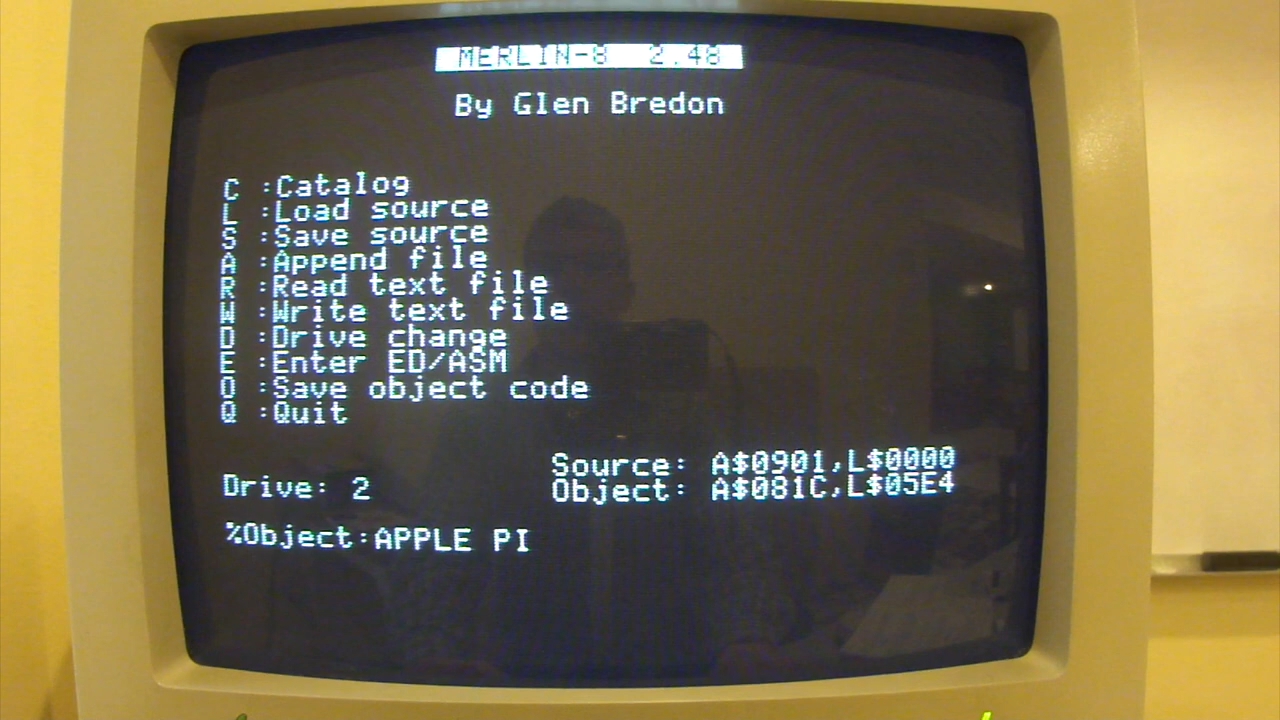 MERLIN-8 2.48
By Glen Bredon
C :Catalog
L :Load source
S :Save source
A :Append file
R :Read text file
W :Write text file
D :Drive change
E :Enter ED/ASM
O :Save object code
Q :Quit
Source: A$0901,L$0000
Drive: 2
Object: A$081C,L$05E4
%Object:APPLE PI